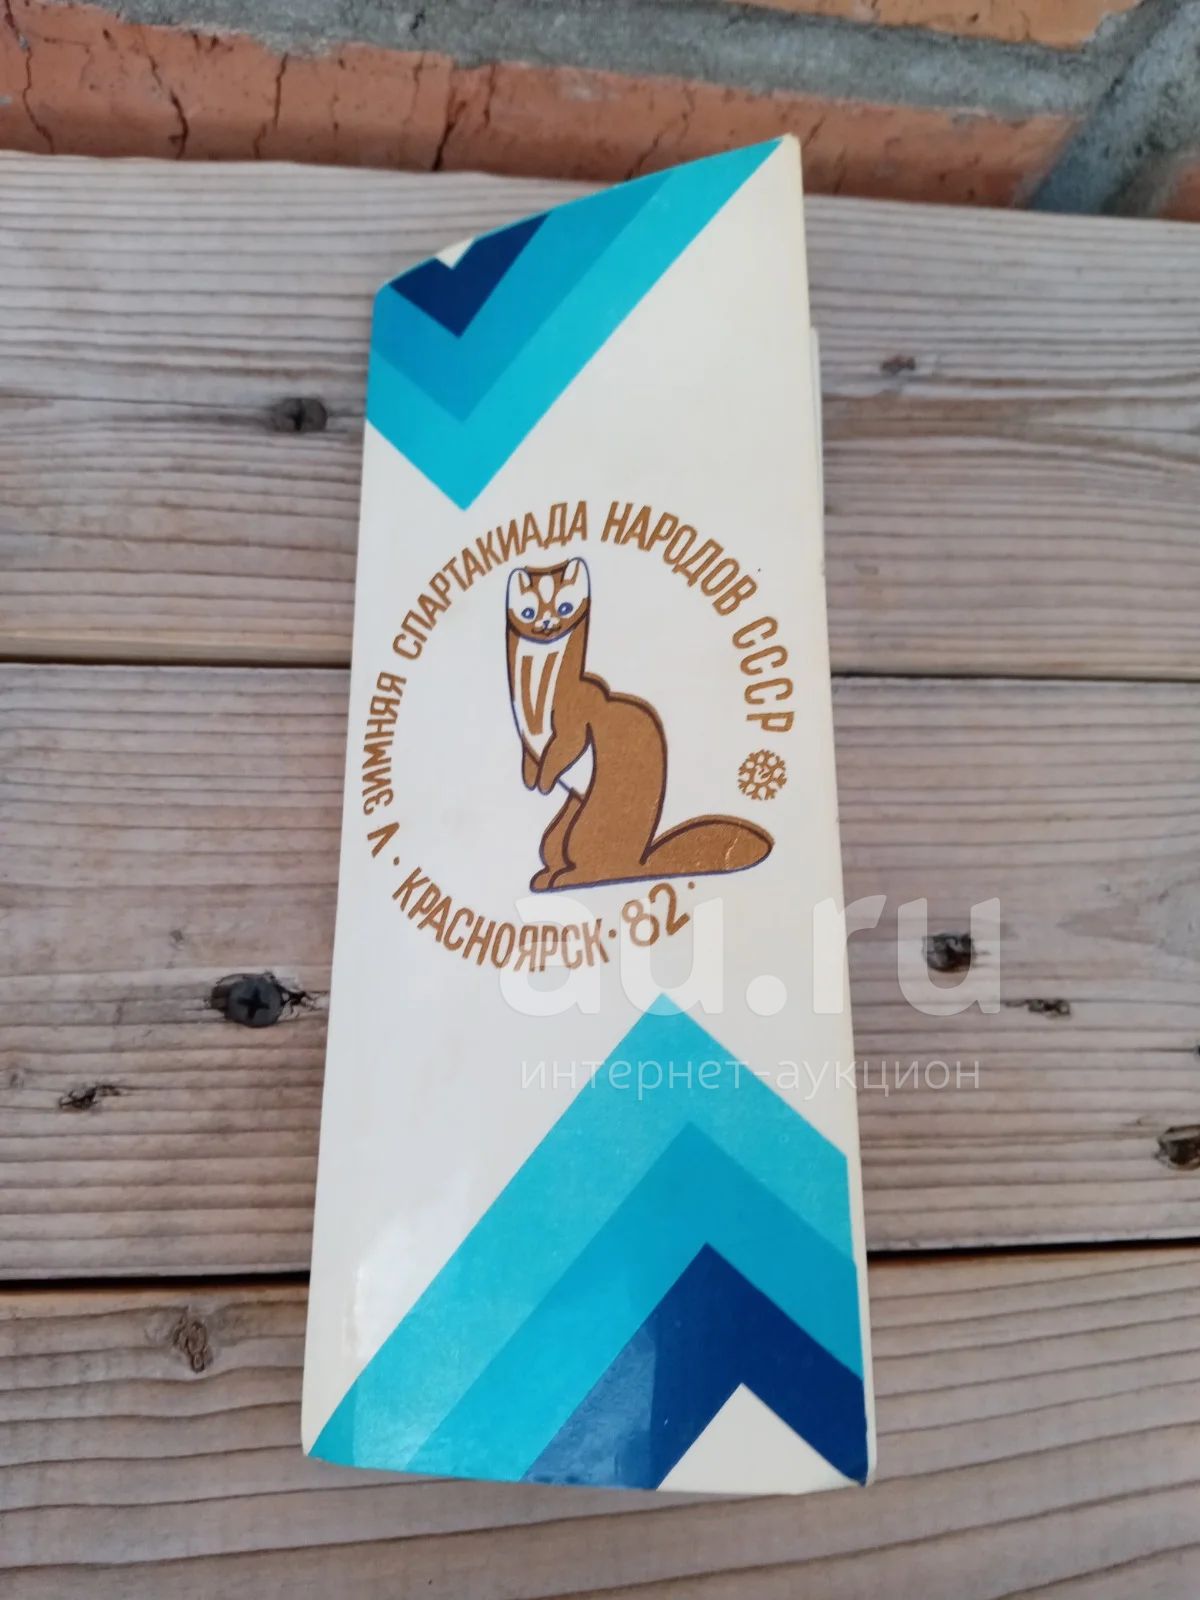 V ЗИМНЯЯ СПАРТАКИАДА НАРОДОВ СССР
V
· КРАСНОЯРСК · 82 ·
au.ru
интернет-аукцион